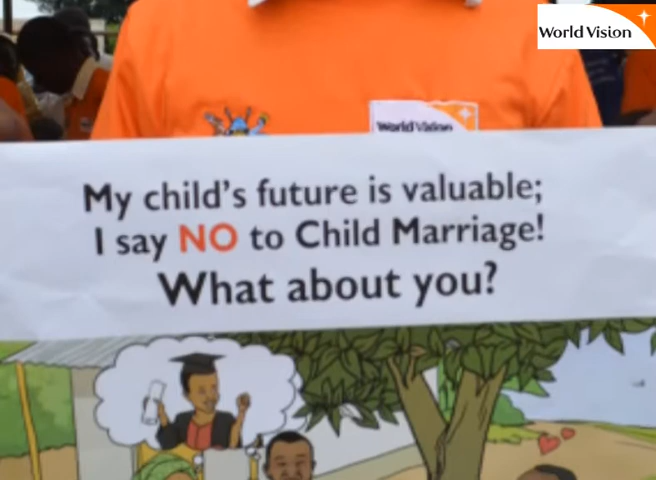 World Vision
World Vision
My child's future is valuable;
I say NO to Child Marriage!
What about you?